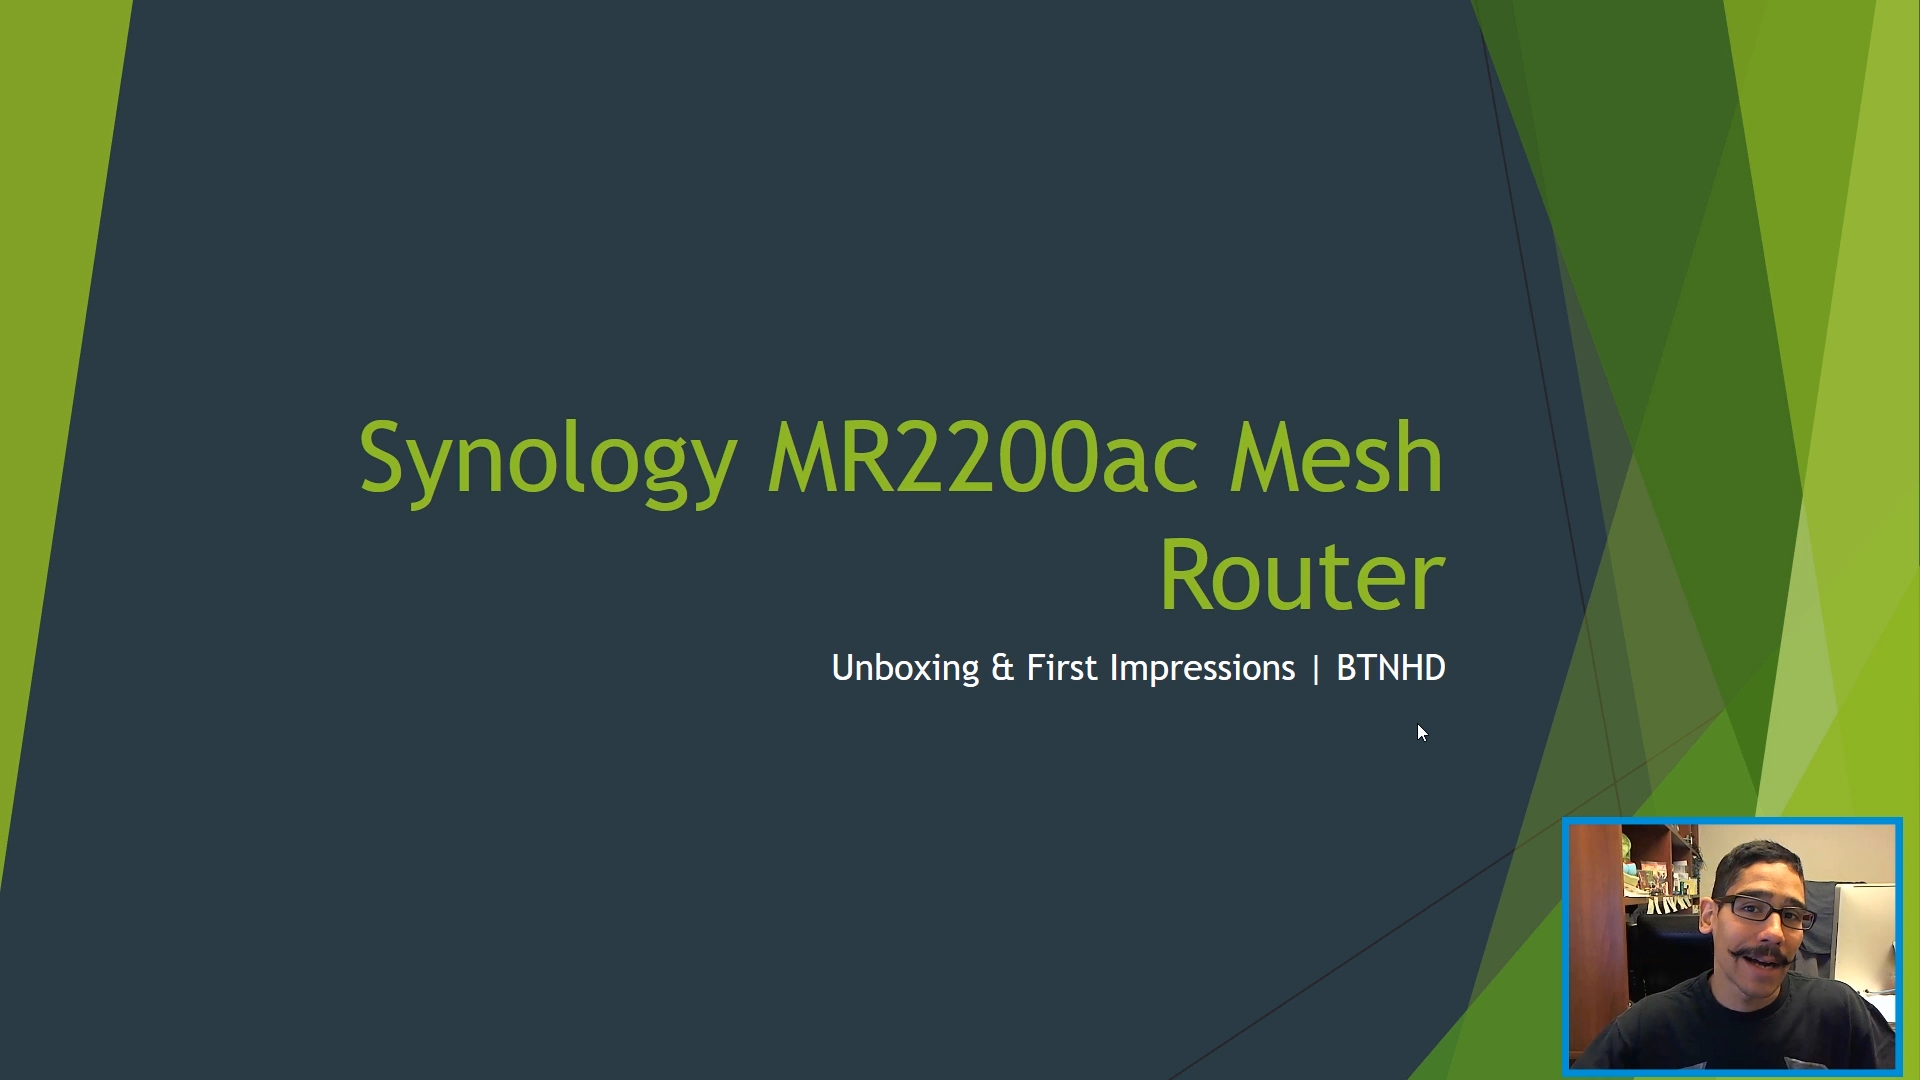 Synology MR2200ac Mesh
Router
Unboxing & First Impressions | BTNHD